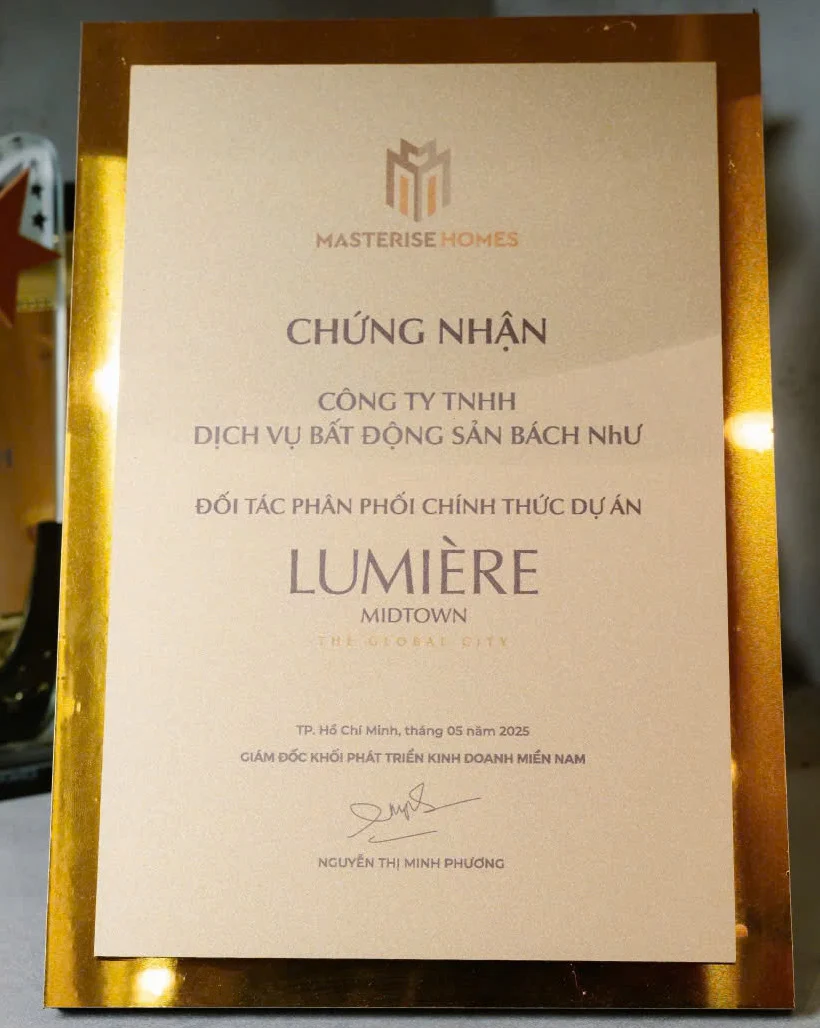 MASTERISE HOMES
CHỨNG NHẬN
CÔNG TY TNHH
DỊCH VỤ BẤT ĐỘNG SẢN BÁCH NhƯ
ĐỐI TÁC PHÂN PHỐI CHÍNH THỨC DỰ ÁN
LUMIÈRE
MIDTOWN
THE GLOBAL CITY
TP. Hồ Chí Minh, tháng 05 năm 2025
GIÁM ĐỐC KHỐI PHÁT TRIỂN KINH DOANH MIỀN NAM
NGUYỄN THỊ MINH PHƯƠNG